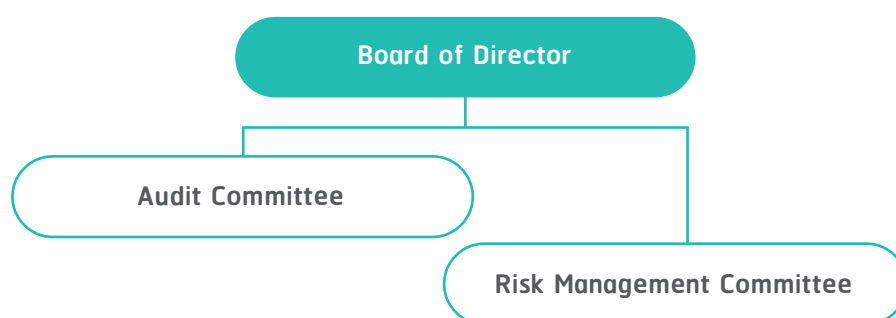 Board of Director
Audit Committee
Risk Management Committee